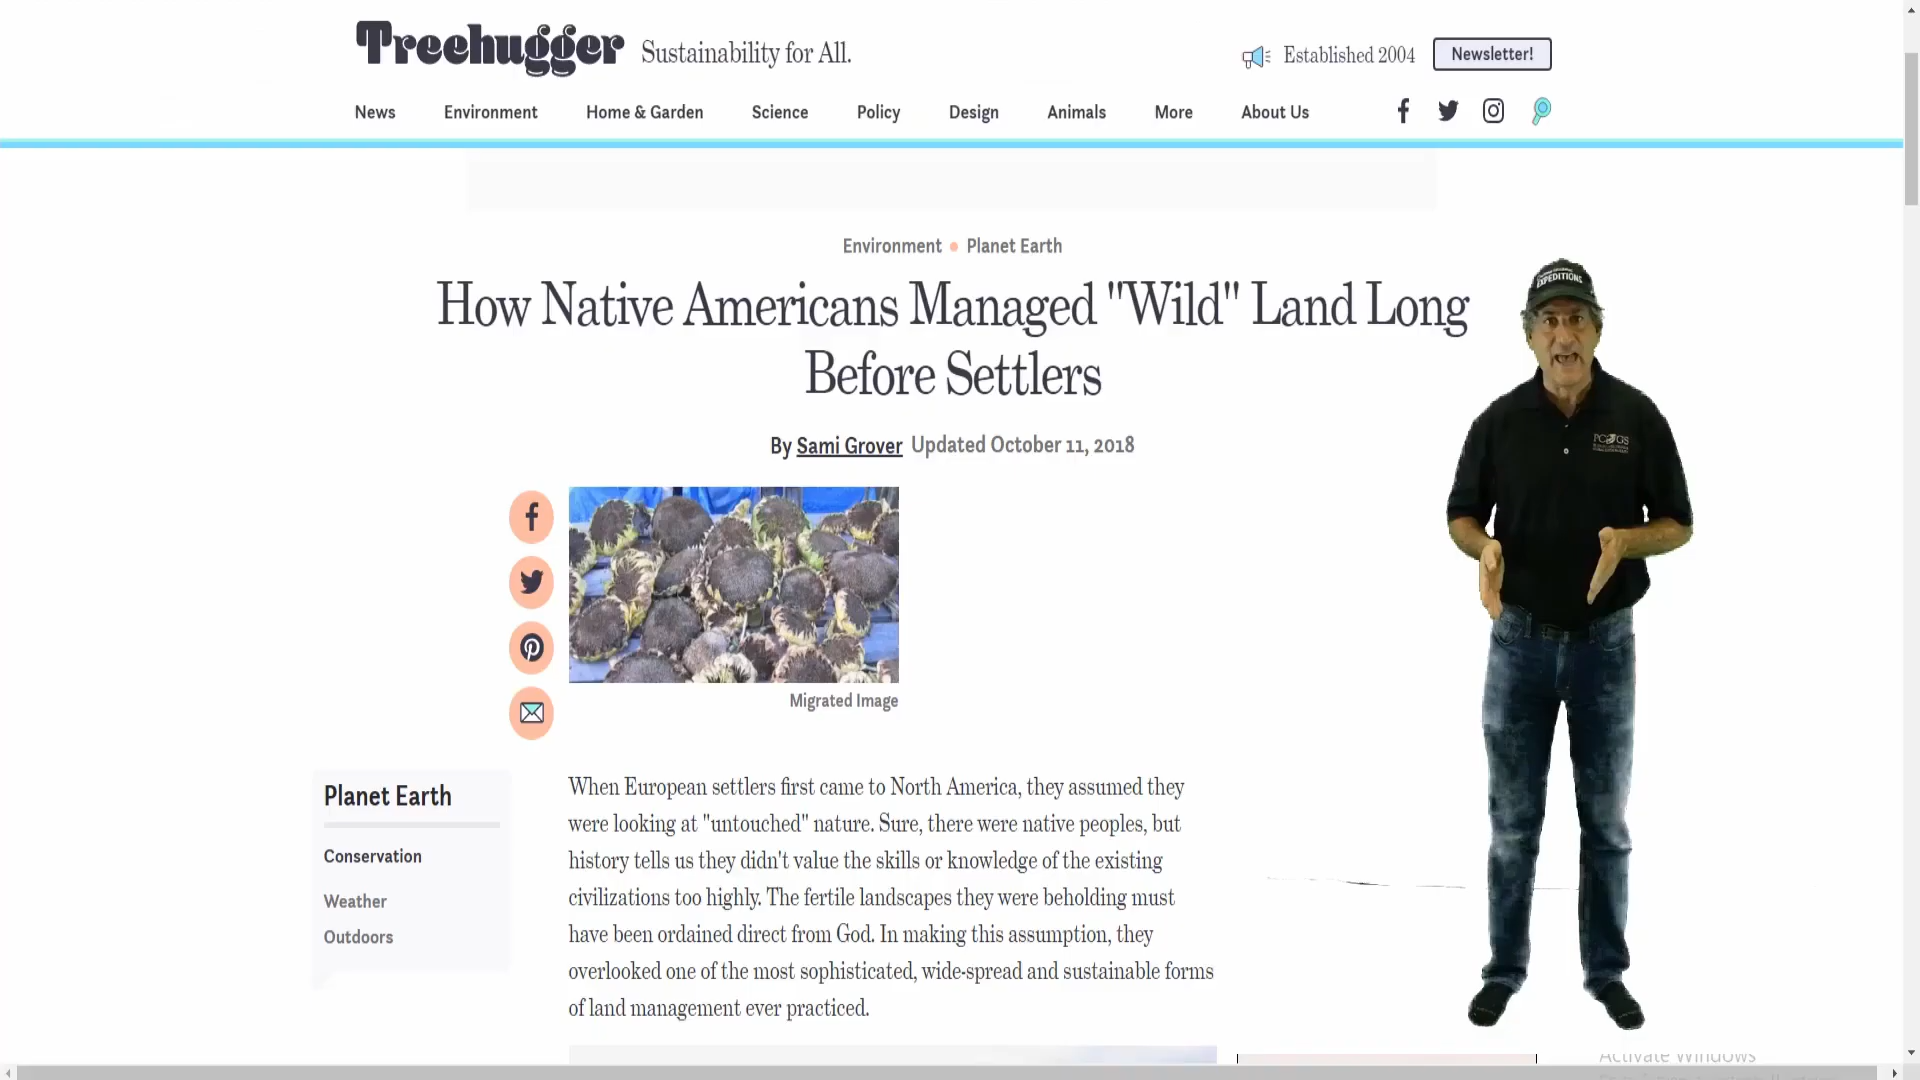 Treehugger Sustainability for All.
Established 2004
Newsletter!
News Environment Home & Garden Science Policy Design Animals More About Us
Environment • Planet Earth
How Native Americans Managed "Wild" Land Long
Before Settlers
By Sami Grover Updated October 11, 2018
EXPEDITIONS
Migrated Image
Planet Earth
Conservation
Weather
Outdoors
When European settlers first came to North America, they assumed they
were looking at "untouched" nature. Sure, there were native peoples, but
history tells us they didn't value the skills or knowledge of the existing
civilizations too highly. The fertile landscapes they were beholding must
have been ordained direct from God. In making this assumption, they
overlooked one of the most sophisticated, wide-spread and sustainable forms
of land management ever practiced.
Activate Windows